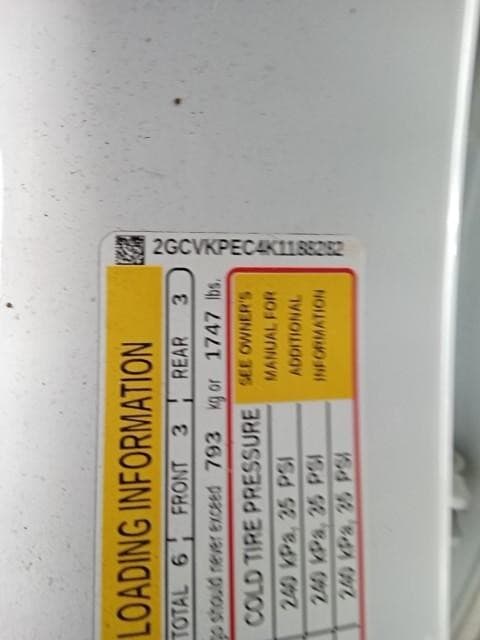 2GCVKPEC4K1188282
LOADING INFORMATION
TOTAL 6 FRONT 3 REAR 3
should never exceed 793 kg or 1747 lbs.
COLD TIRE PRESSURE
240 kPa, 35 PSI
240 kPa, 35 PSI
240 kPa, 35 PSI
SEE OWNER'S
MANUAL FOR
ADDITIONAL
INFORMATION